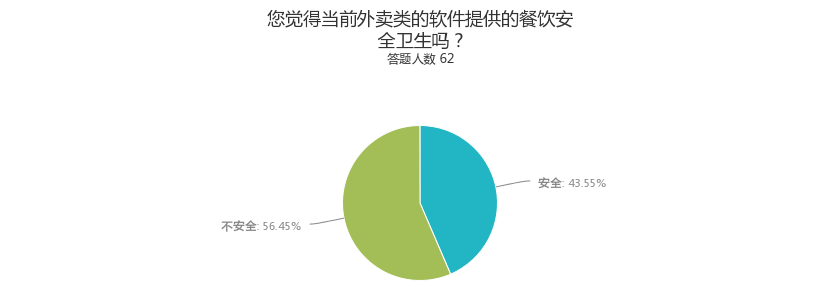 您觉得当前外卖类的软件提供的餐饮安
全卫生吗？
答题人数 62
安全: 43.55%
不安全: 56.45%